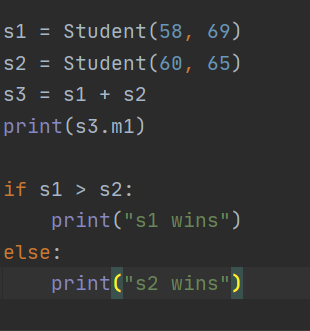 s1 = Student(58, 69)
s2 = Student(60, 65)
s3 = s1 + s2
print(s3.m1)

if s1 > s2:
    print("s1 wins")
else:
    print("s2 wins")